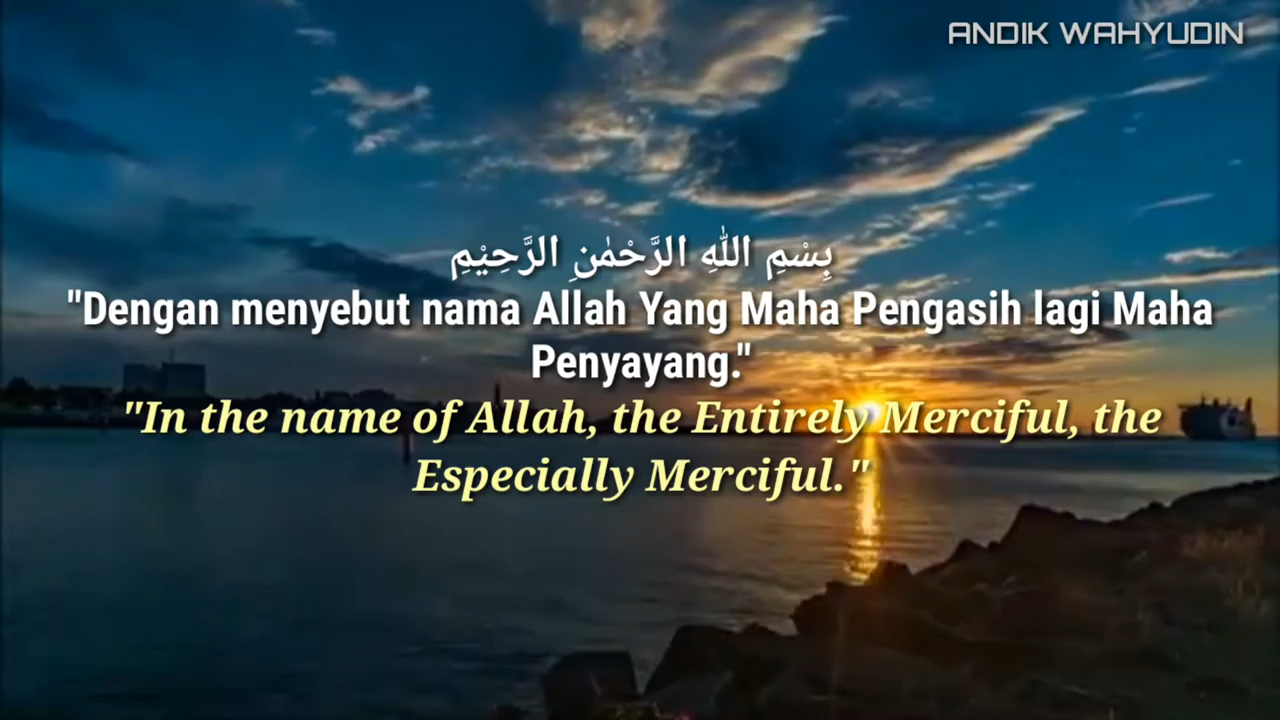 ANDIK WAHYUDIN
بِسْمِ اللّٰهِ الرَّحْمٰنِ الرَّحِيْمِ
"Dengan menyebut nama Allah Yang Maha Pengasih lagi Maha
Penyayang."
"In the name of Allah, the Entirely Merciful, the
Especially Merciful."